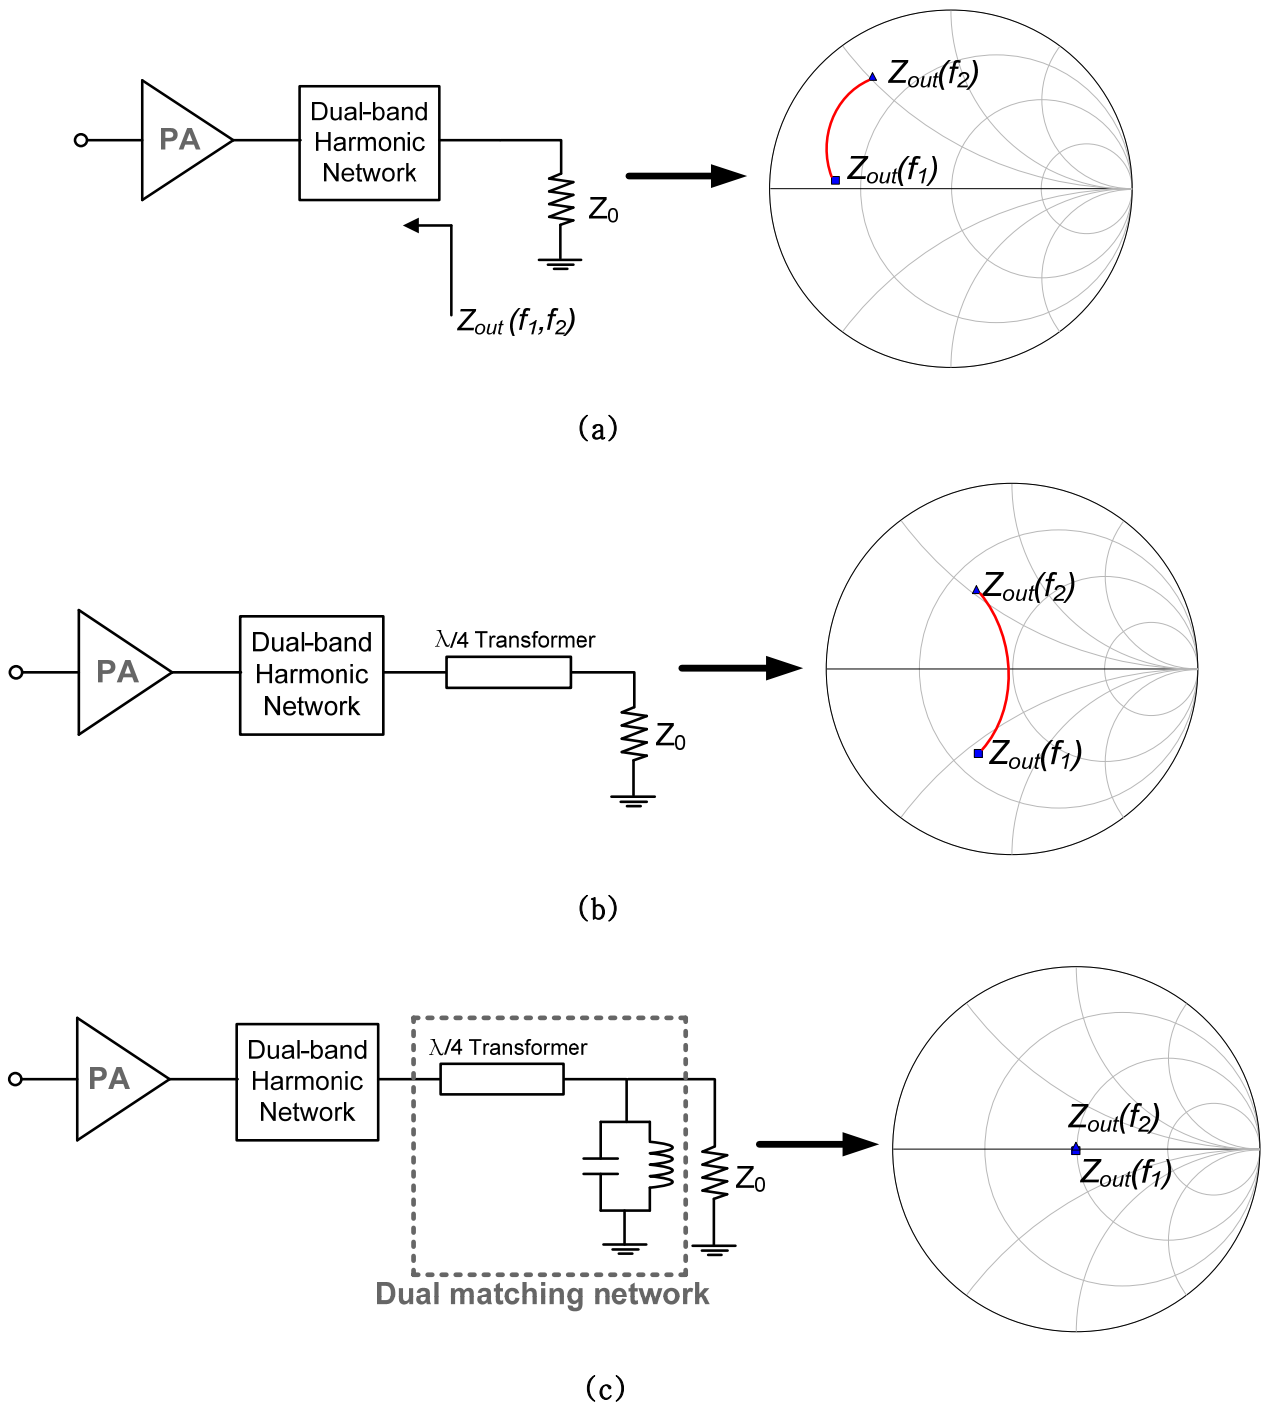 PA
Dual-band
Harmonic
Network
Z0
Zout (f1,f2)
Zout(f2)
Zout(f1)
(a)
PA
Dual-band
Harmonic
Network
λ/4 Transformer
Z0
Zout(f2)
Zout(f1)
(b)
PA
Dual-band
Harmonic
Network
λ/4 Transformer
Z0
Dual matching network
Zout(f2)
Zout(f1)
(c)